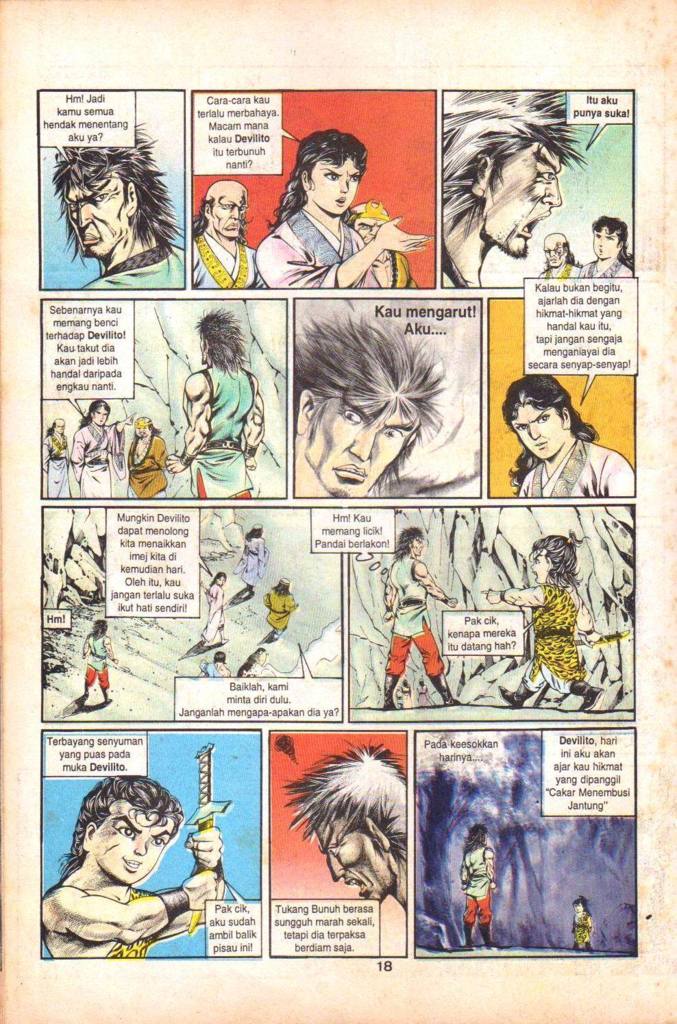 Hm! Jadi
kamu semua
hendak menentang
aku ya?
Cara-cara kau
terlalu merbahaya.
Macam mana
kalau Devilito
itu terbunuh
nanti?
Itu aku
punya suka!
Sebenarnya kau
memang benci
terhadap Devilito!
Kau takut dia
akan jadi lebih
handal daripada
engkau nanti.
Kau mengarut!
Aku....
Kalau bukan begitu,
ajarlah dia dengan
hikmat-hikmat yang
handal kau itu,
tapi jangan sengaja
menganiayai dia
secara senyap-senyap!
Hm!
Mungkin Devilito
dapat menolong
kita menaikkan
imej kita di
kemudian hari.
Oleh itu, kau
jangan terlalu suka
ikut hati sendiri!
Baiklah, kami
minta diri dulu.
Janganlah mengapa-apakan dia ya?
Hm! Kau
memang licik!
Pandai berlakon!
Pak cik,
kenapa mereka
itu datang hah?
Terbayang senyuman
yang puas pada
muka Devilito.
Pak cik,
aku sudah
ambil balik
pisau ini!
Tukang Bunuh berasa
sungguh marah sekali,
tetapi dia terpaksa
berdiam saja.
Pada keesokkan
harinya....
Devilito, hari
ini aku akan
ajar kau hikmat
yang dipanggil
"Cakar Menembusi
Jantung"
18